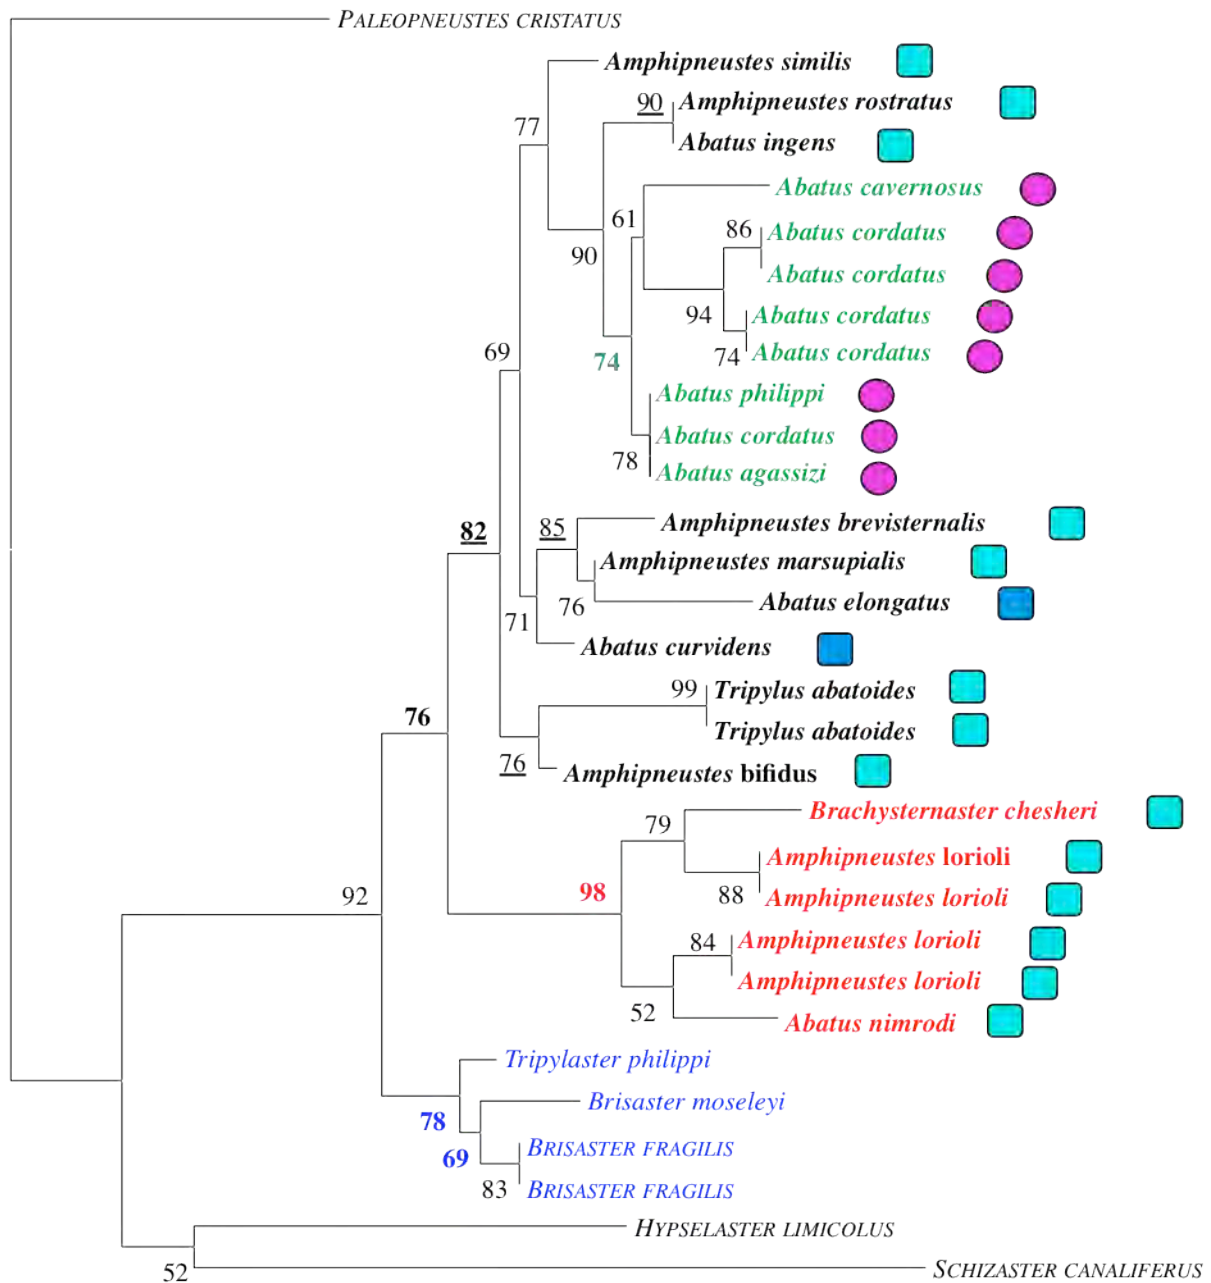 PALEOPNEUSTES CRISTATUS
Amphipneustes similis
90 Amphipneustes rostratus
77
Abatus ingens
Abatus cavernosus
61
86 Abatus cordatus
90
Abatus cordatus
94 Abatus cordatus
69
74 Abatus cordatus
74
Abatus philippi
Abatus cordatus
78
Abatus agassizi
Amphipneustes brevisternalis
82
85
Amphipneustes marsupialis
76 Abatus elongatus
71
Abatus curvidens
99 Tripylus abatoides
76
Tripylus abatoides
76 Amphipneustes bifidus
Brachysternaster chesheri
79
Amphipneustes lorioli
92
98
88 Amphipneustes lorioli
84 Amphipneustes lorioli
Amphipneustes lorioli
52
Abatus nimrodi
Tripylaster philippi
Brisaster moseleyi
78
BRISASTER FRAGILIS
69
83 BRISASTER FRAGILIS
HYPSELASTER LIMICOLUS
52
SCHIZASTER CANALIFERUS